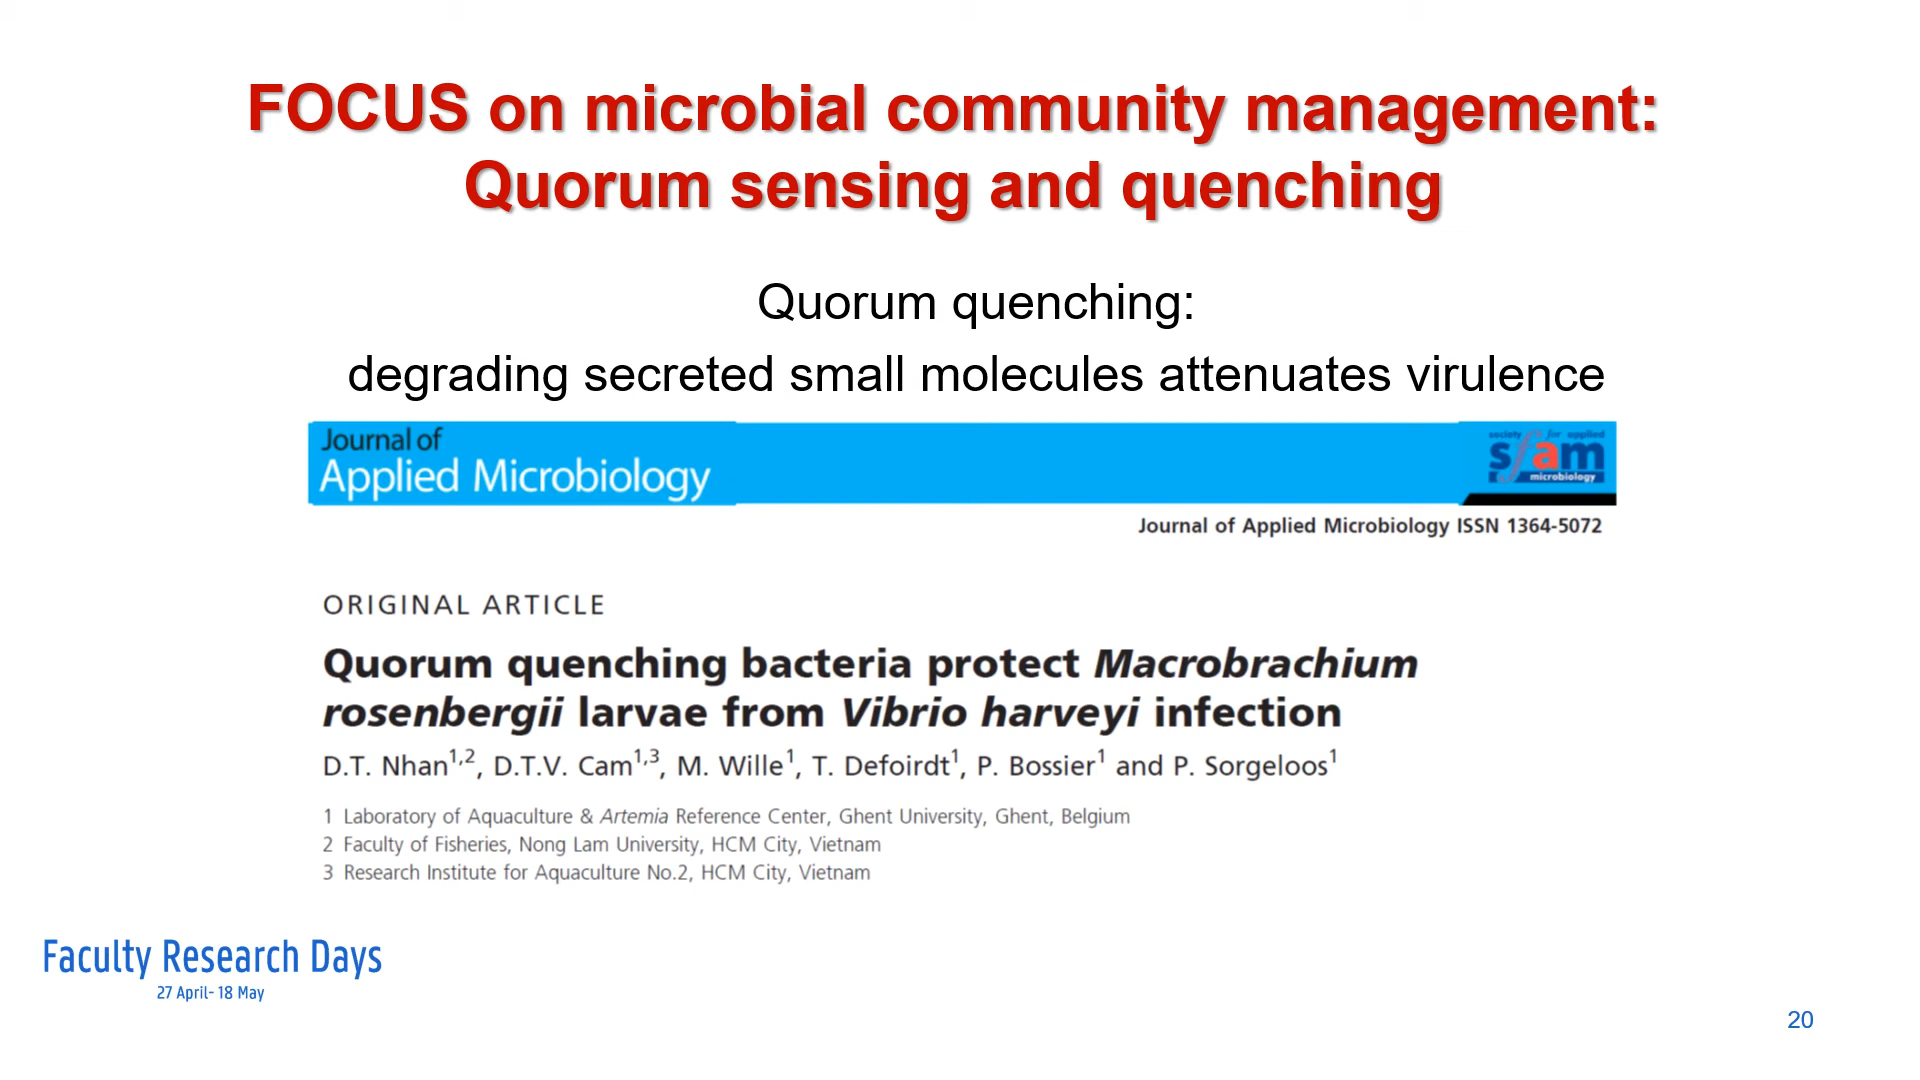 FOCUS on microbial community management:
Quorum sensing and quenching
Quorum quenching:
degrading secreted small molecules attenuates virulence
Journal of
Applied Microbiology
society for applied
sfam
microbiology
Journal of Applied Microbiology ISSN 1364-5072
ORIGINAL ARTICLE
Quorum quenching bacteria protect Macrobrachium
rosenbergii larvae from Vibrio harveyi infection
D.T. Nhan1,2, D.T.V. Cam1,3, M. Wille1, T. Defoirdt1, P. Bossier1 and P. Sorgeloos1
1 Laboratory of Aquaculture & Artemia Reference Center, Ghent University, Ghent, Belgium
2 Faculty of Fisheries, Nong Lam University, HCM City, Vietnam
3 Research Institute for Aquaculture No.2, HCM City, Vietnam
Faculty Research Days
27 April- 18 May
20